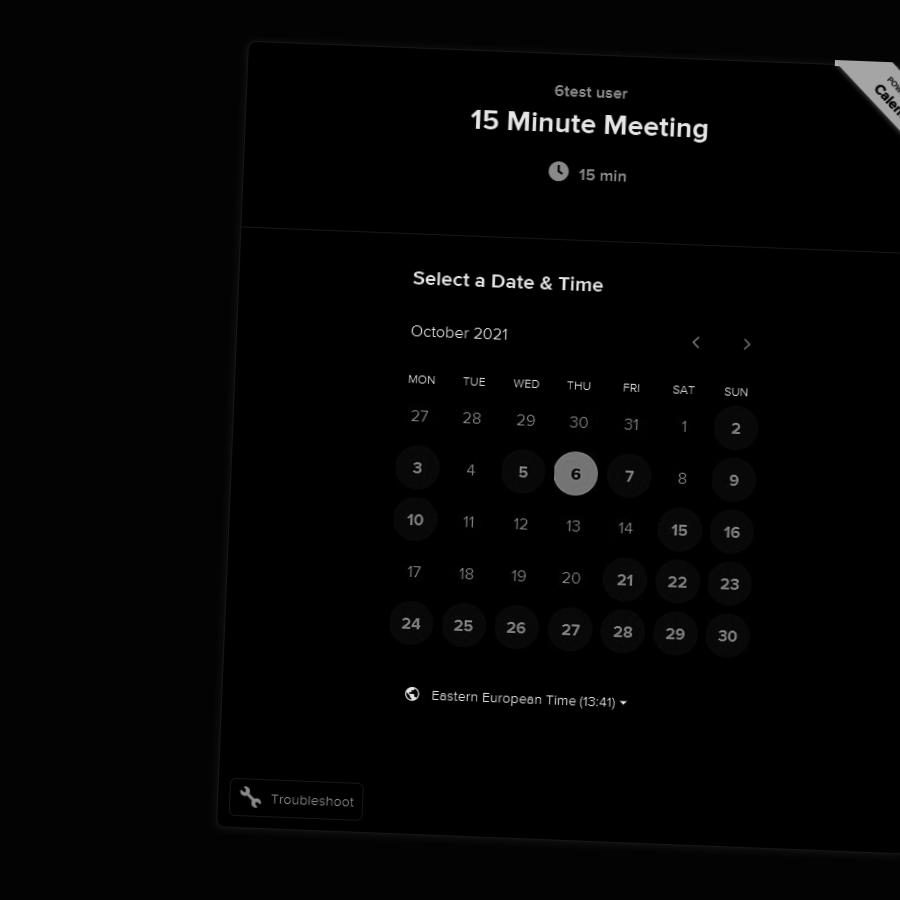 6test user
15 Minute Meeting
15 min
Select a Date & Time
October 2021
MON TUE WED THU FRI SAT SUN
27 28 29 30 31 1 2
3 4 5 6 7 8 9
10 11 12 13 14 15 16
17 18 19 20 21 22 23
24 25 26 27 28 29 30
Eastern European Time (13:41)
Troubleshoot